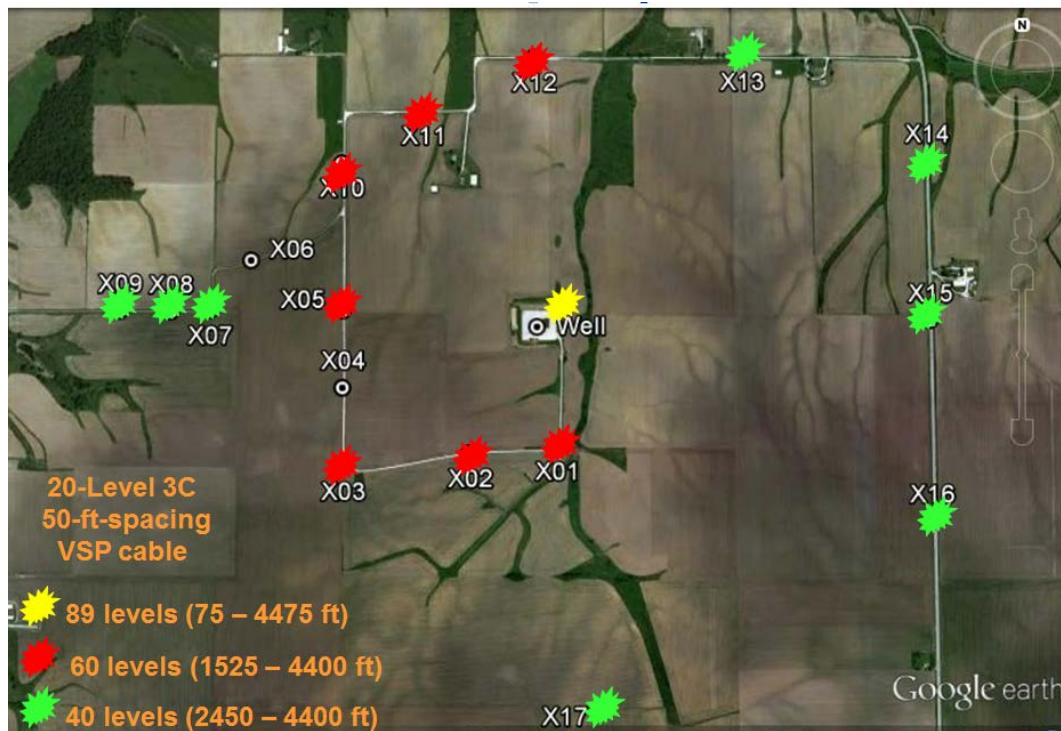 N
X12
X13
X11
X14
X10
X06
X09
X08
X05
X15
X07
Well
X04
X03
X02
X01
20-Level 3C
50-ft-spacing
VSP cable
X16
89 levels (75 – 4475 ft)
60 levels (1525 – 4400 ft)
Google earth
40 levels (2450 – 4400 ft)
X17